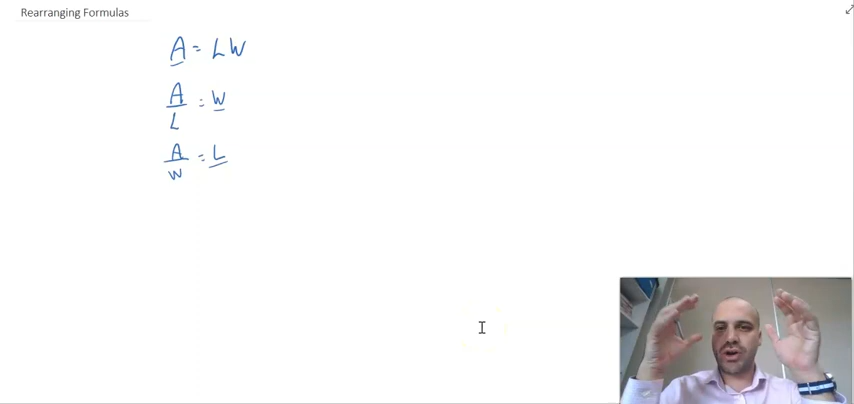 Rearranging Formulas
A = LW
A/L = W
A/W = L